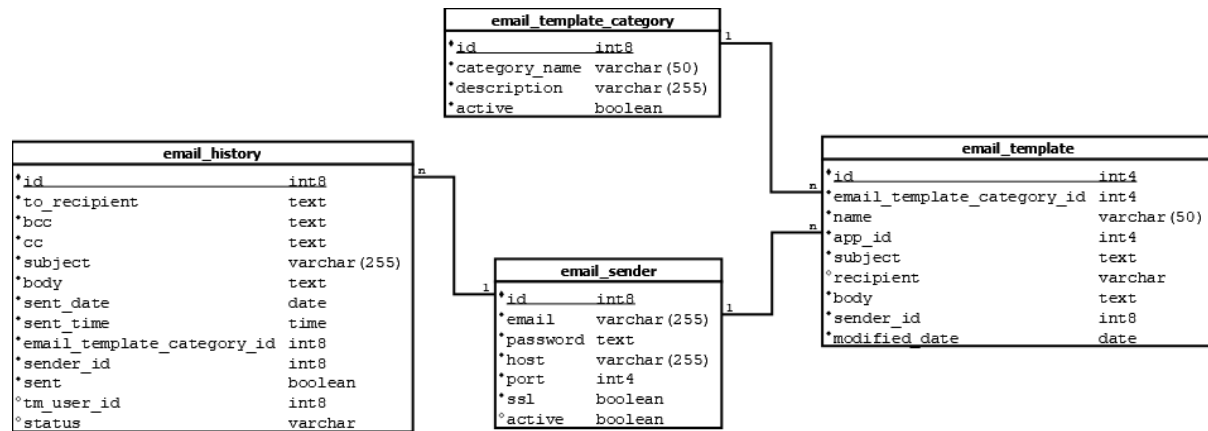 email_template_category
id int8
category_name varchar(50)
description varchar(255)
active boolean
1
email_history
id int8
to_recipient text
bcc text
cc text
subject varchar(255)
body text
sent_date date
sent_time time
email_template_category_id int8
sender_id int8
sent boolean
tm_user_id int8
status varchar
n
1
email_sender
id int8
email varchar(255)
password text
host varchar(255)
port int4
ssl boolean
active boolean
1
n
n
email_template
id int4
email_template_category_id int4
name varchar(50)
app_id int4
subject text
recipient varchar
body text
sender_id int8
modified_date date